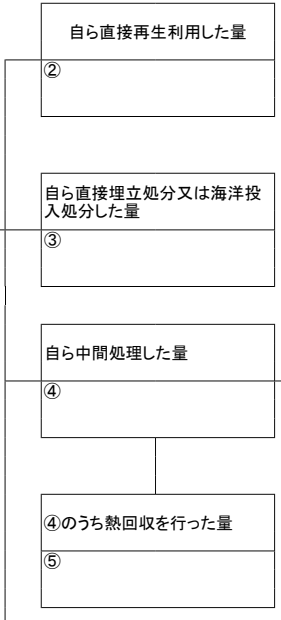 自ら直接再生利用した量
②
自ら直接埋立処分又は海洋投
入処分した量
③
自ら中間処理した量
④
④のうち熱回収を行った量
⑤